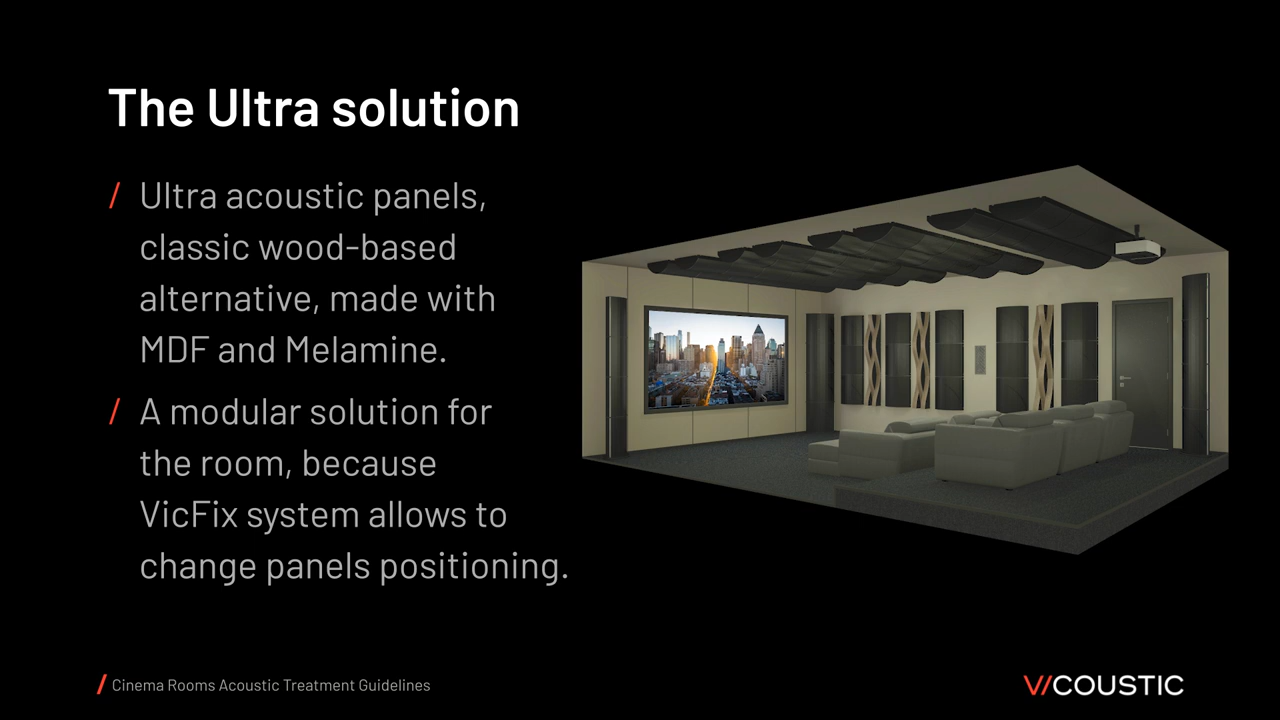 The Ultra solution
/ Ultra acoustic panels,
classic wood-based
alternative, made with
MDF and Melamine.
/ A modular solution for
the room, because
VicFix system allows to
change panels positioning.
/ Cinema Rooms Acoustic Treatment Guidelines
VICOUSTIC